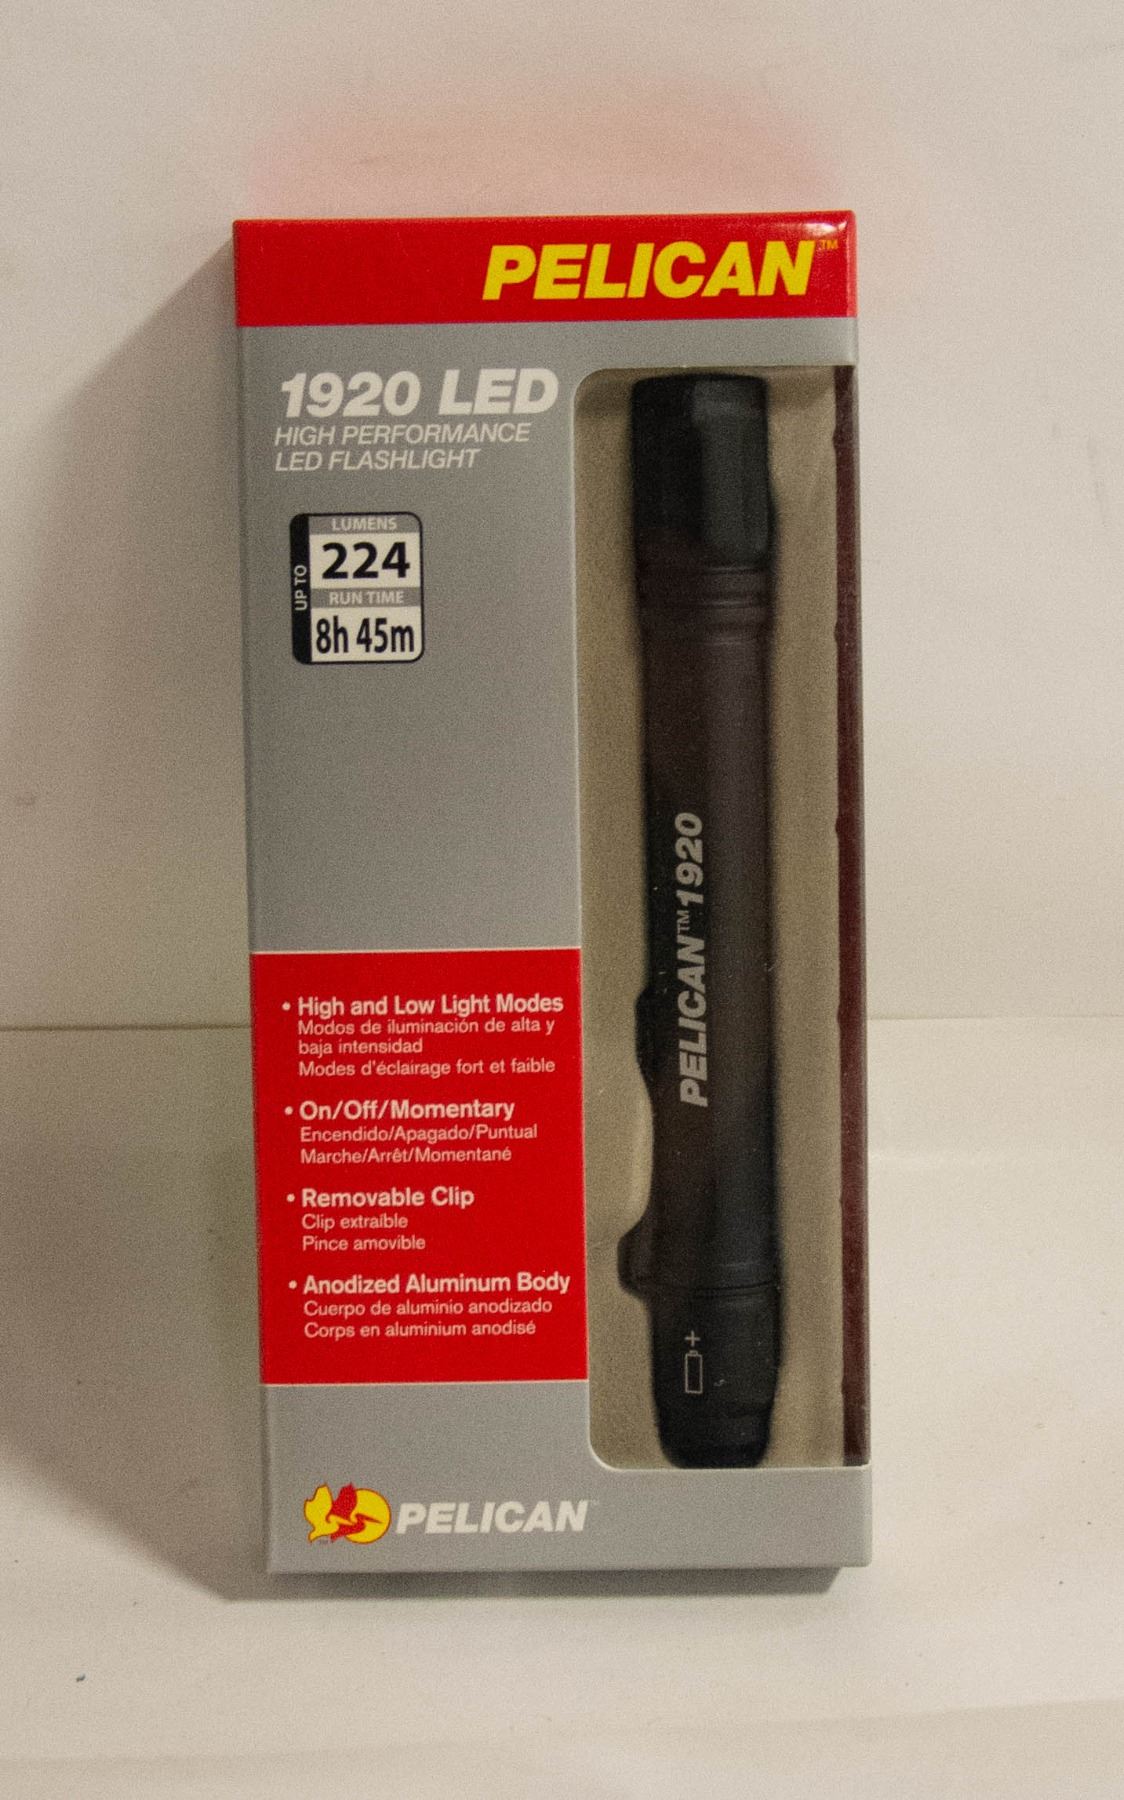 PELICAN™
1920 LED
HIGH PERFORMANCE
LED FLASHLIGHT
UP TO
LUMENS
224
RUN TIME
8h 45m
PELICAN™1920
• High and Low Light Modes
Modos de iluminación de alta y
baja intensidad
Modes d'éclairage fort et faible
• On/Off/Momentary
Encendido/Apagado/Puntual
Marche/Arrêt/Momentané
• Removable Clip
Clip extraíble
Pince amovible
• Anodized Aluminum Body
Cuerpo de aluminio anodizado
Corps en aluminium anodisé
+
PELICAN™